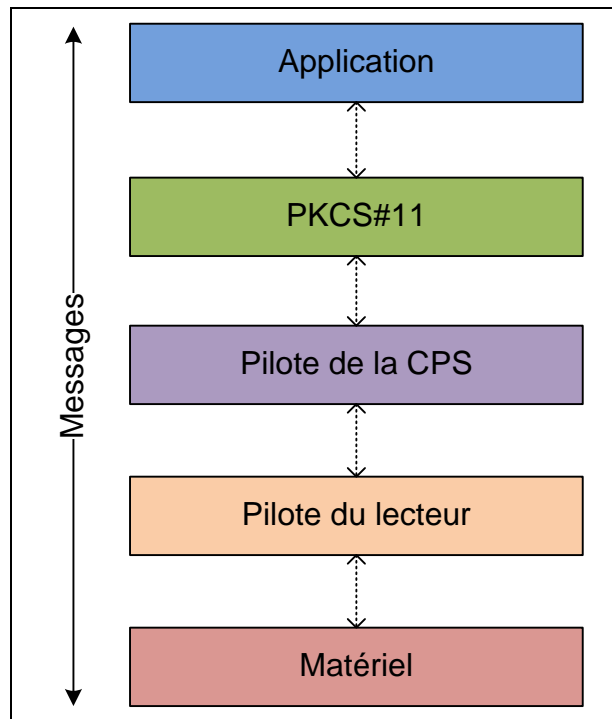 Application
PKCS#11
Pilote de la CPS
Messages
Pilote du lecteur
Matériel